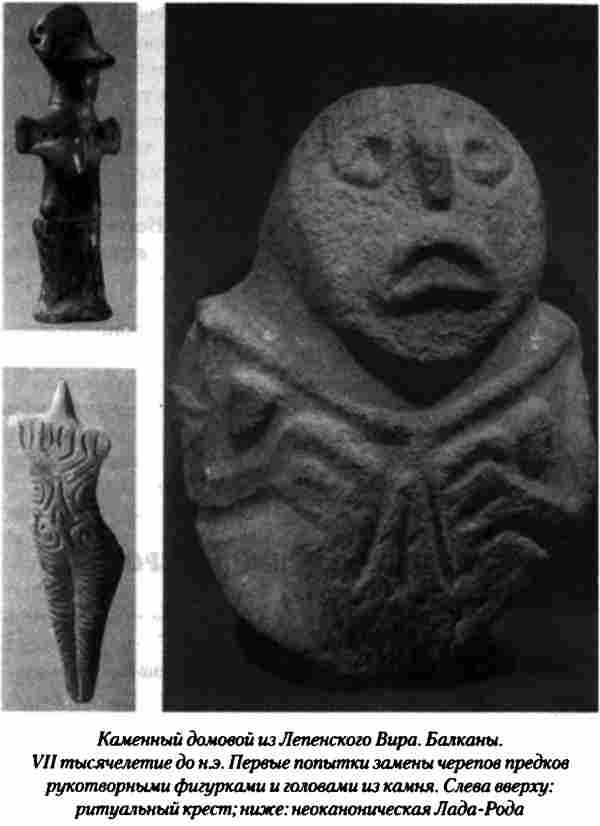 Каменный домовой из Лепенского Вира. Балканы.
VII тысячелетие до н.э. Первые попытки замены черепов предков
рукотворными фигурками и головами из камня. Слева вверху:
ритуальный крест; ниже: неоканоническая Лада-Рода